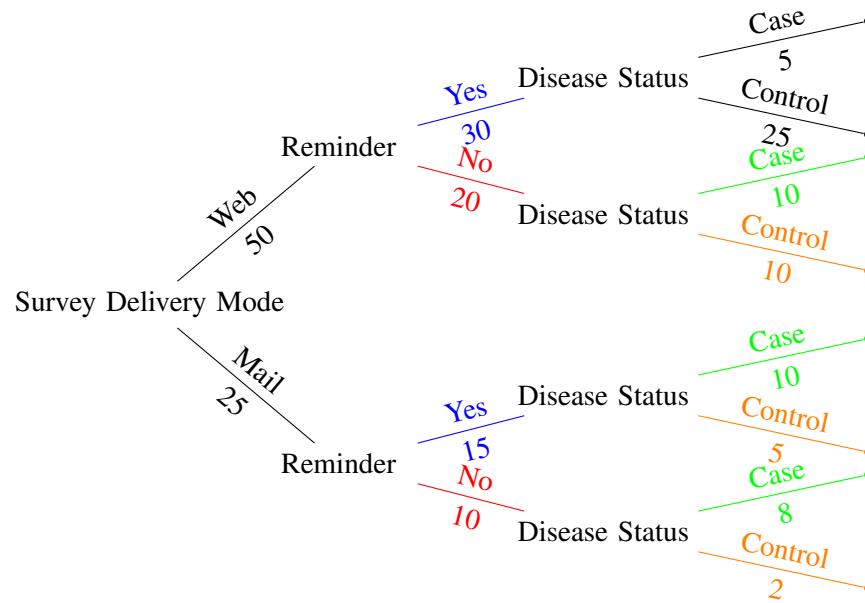 Survey Delivery Mode
Web
50
Reminder
Yes
30
Disease Status
Case
5
Control
25
No
20
Disease Status
Case
10
Control
10
Mail
25
Reminder
Yes
15
Disease Status
Case
10
Control
5
No
10
Disease Status
Case
8
Control
2